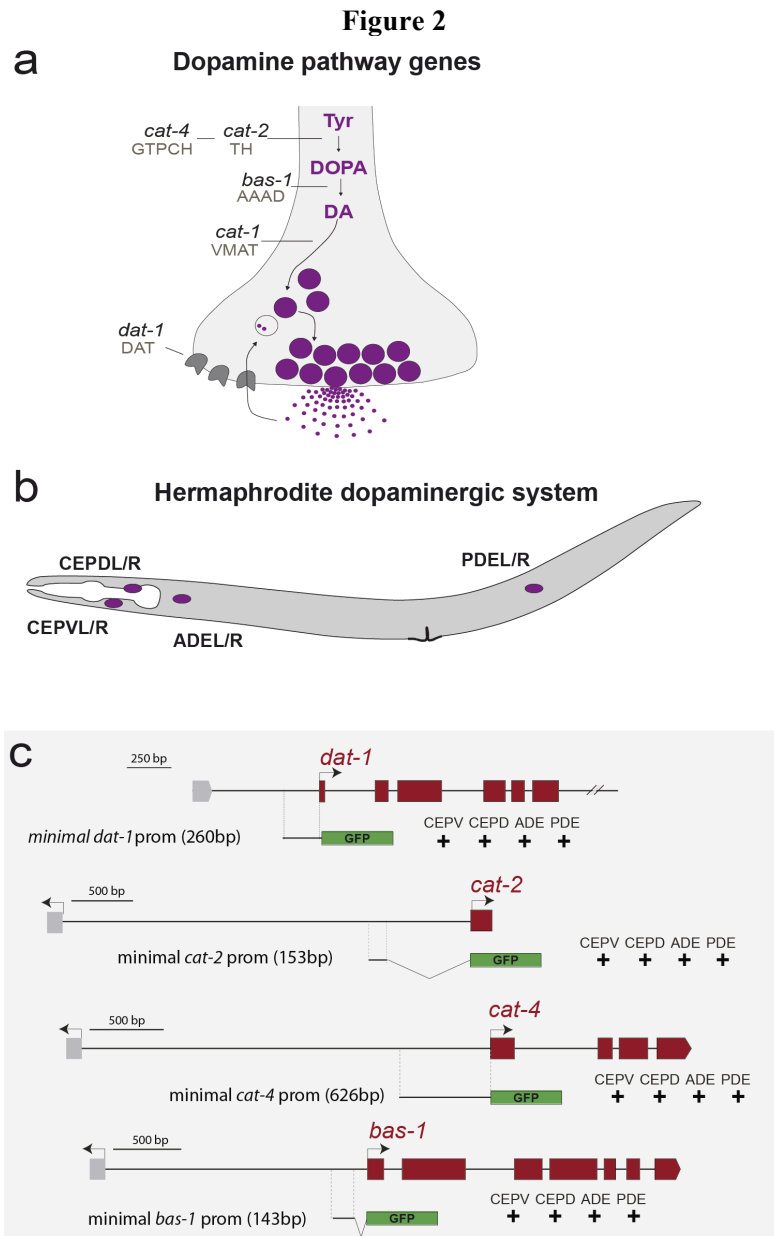 Figure 2
a
Dopamine pathway genes
Tyr
cat-4 cat-2
GTPCH TH
DOPA
bas-1
AAAD
DA
cat-1
VMAT
dat-1
DAT
b
Hermaphrodite dopaminergic system
CEPDL/R
PDEL/R
CEPVL/R
ADEL/R
c
dat-1
250 bp
CEPV CEPD ADE PDE
minimal dat-1 prom (260bp)
GFP
+ + + +
cat-2
500 bp
CEPV CEPD ADE PDE
minimal cat-2 prom (153bp)
GFP
+ + + +
cat-4
500 bp
CEPV CEPD ADE PDE
minimal cat-4 prom (626bp)
GFP
+ + + +
bas-1
500 bp
CEPV CEPD ADE PDE
minimal bas-1 prom (143bp)
GFP
+ + + +